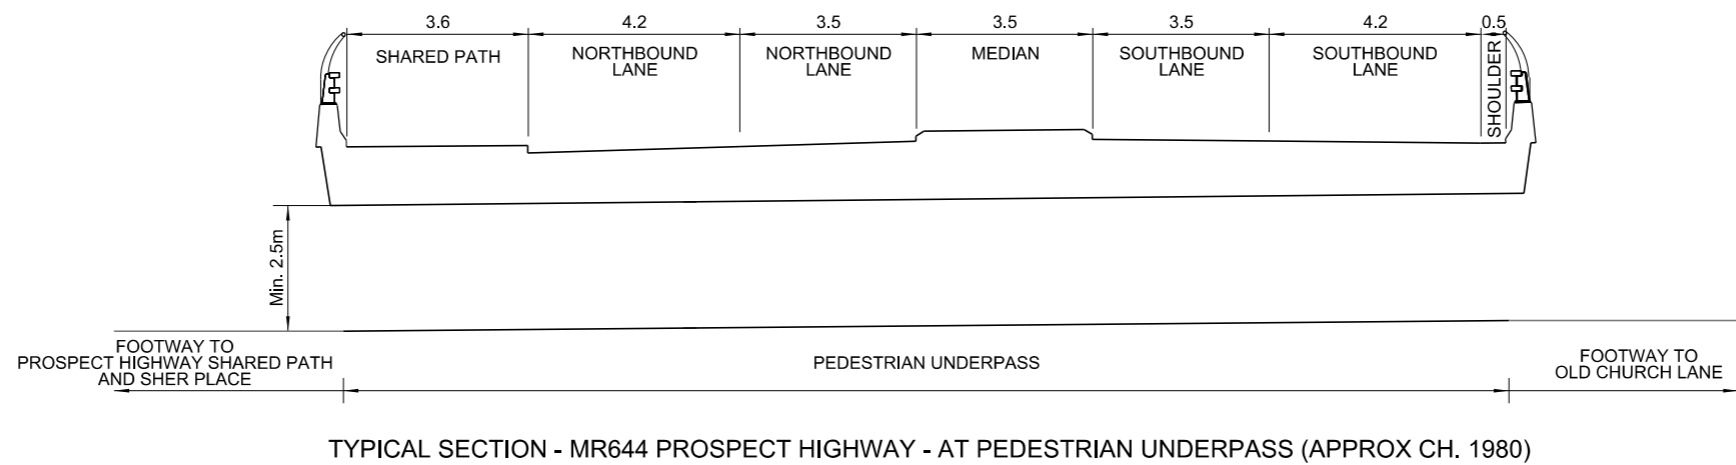 3.6 4.2 3.5 3.5 3.5 4.2 0.5
SHARED PATH
NORTHBOUND
LANE
NORTHBOUND
LANE
MEDIAN
SOUTHBOUND
LANE
SOUTHBOUND
LANE
SHOULDER
Min. 2.5m
FOOTWAY TO
PROSPECT HIGHWAY SHARED PATH
AND SHER PLACE
PEDESTRIAN UNDERPASS
FOOTWAY TO
OLD CHURCH LANE
TYPICAL SECTION - MR644 PROSPECT HIGHWAY - AT PEDESTRIAN UNDERPASS (APPROX CH. 1980)